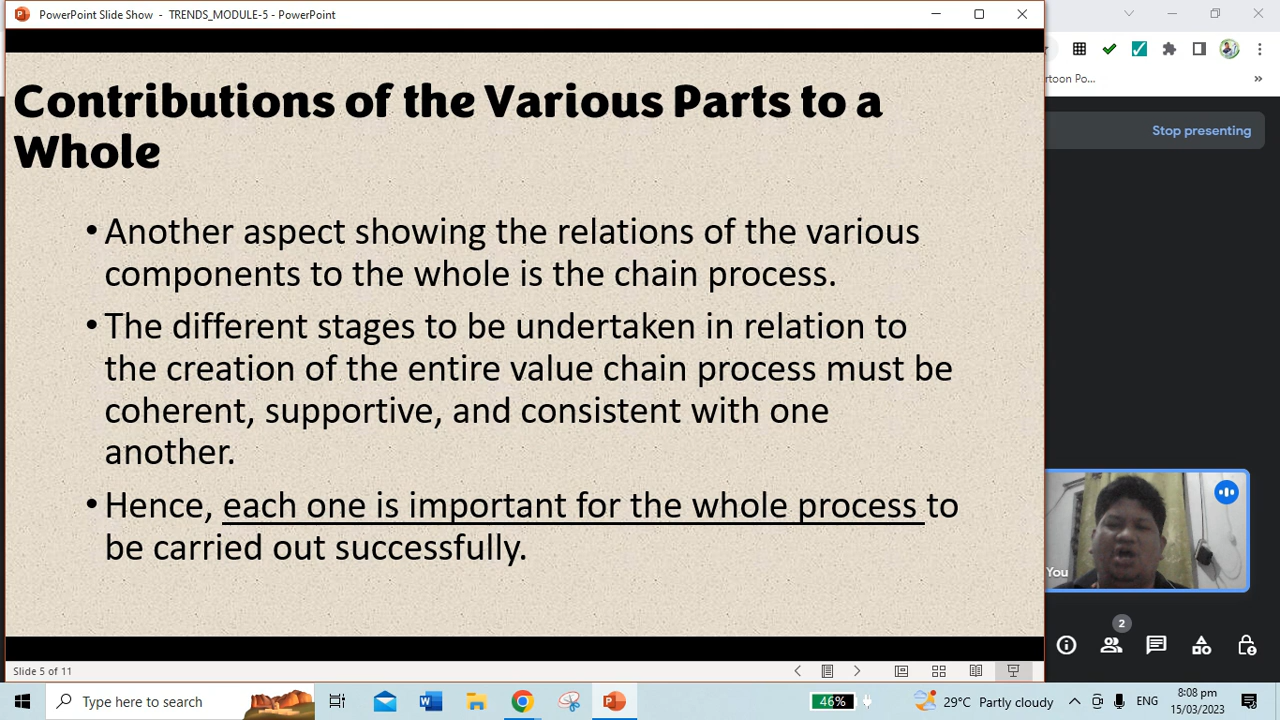 PowerPoint Slide Show - TRENDS_MODULE-5 - PowerPoint
rtoon Po...
»
Stop presenting
Contributions of the Various Parts to a
Whole
• Another aspect showing the relations of the various
components to the whole is the chain process.
• The different stages to be undertaken in relation to
the creation of the entire value chain process must be
coherent, supportive, and consistent with one
another.
• Hence, each one is important for the whole process to
be carried out successfully.
You
2
Slide 5 of 11
Type here to search
46%
29°C Partly cloudy
ENG
8:08 pm
15/03/2023